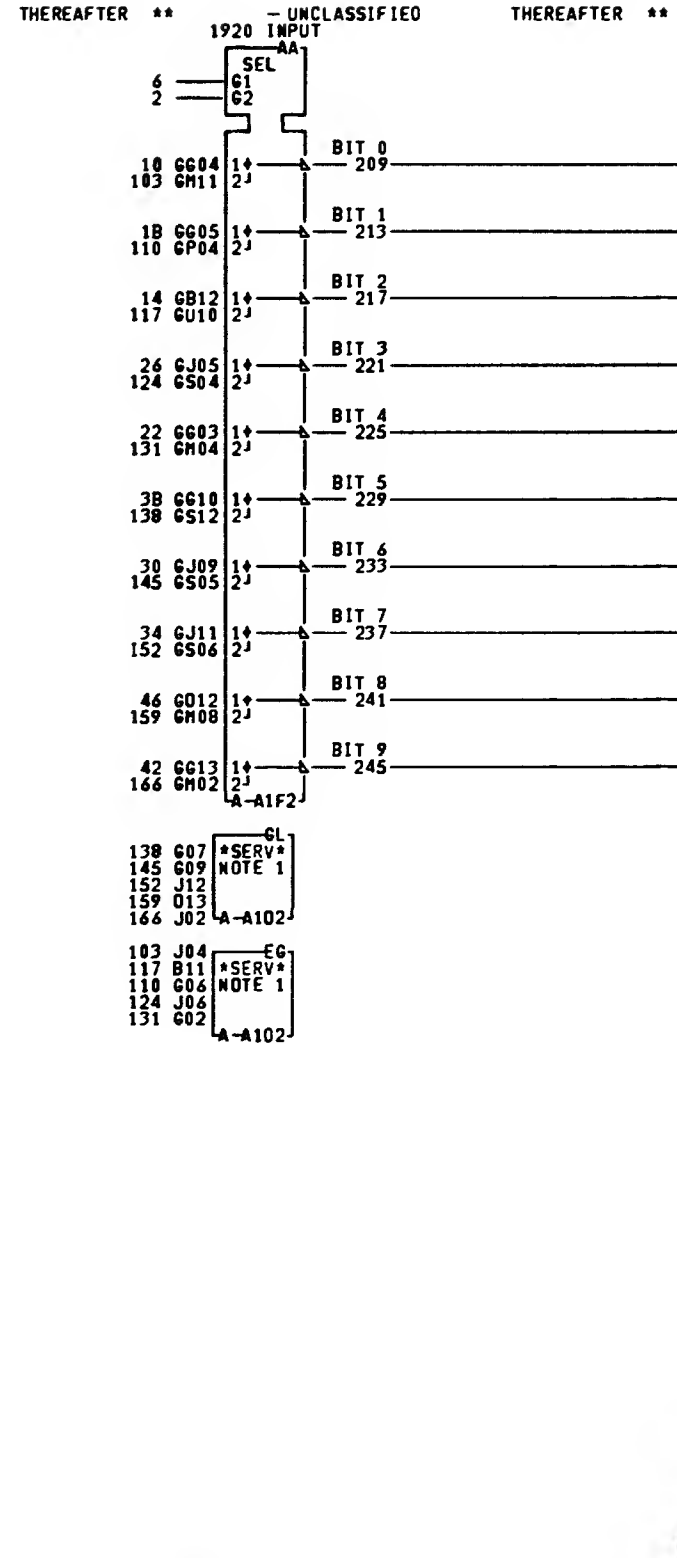 THEREAFTER ** — UNCLASSIFIED THEREAFTER **
1920 INPUT
AA
SEL
6 G1
2 G2
BIT 0
10 GG04 1 209
103 GM11 2
BIT 1
1B GG05 1 213
110 GP04 2
BIT 2
14 GB12 1 217
117 GU10 2
BIT 3
26 GJ05 1 221
124 GS04 2
BIT 4
22 GG03 1 225
131 GM04 2
BIT 5
3B GG10 1 229
138 GS12 2
BIT 6
30 GJ09 1 233
145 GS05 2
BIT 7
34 GJ11 1 237
152 GS06 2
BIT 8
46 GD12 1 241
159 GM08 2
BIT 9
42 GG13 1 245
166 GM02 2
A-A1F2
GL
138 G07 *SERV*
145 G09 NOTE 1
152 J12
159 D13
166 J02 A-A1D2
103 J04 EG
117 B11 *SERV*
110 G06 NOTE 1
124 J06
131 G02
A-A1D2